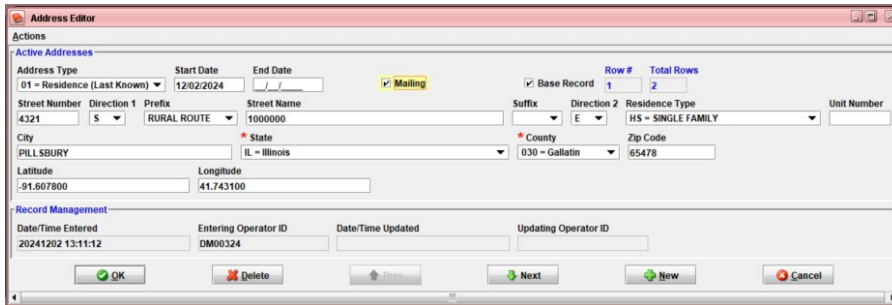 Address Editor
Actions
Active Addresses
Address Type Start Date End Date Row # Total Rows
01 = Residence (Last Known) 12/02/2024 __/__/____ Mailing Base Record 1 2
Street Number Direction 1 Prefix Street Name Suffix Direction 2 Residence Type Unit Number
4321 S RURAL ROUTE 1000000 E HS = SINGLE FAMILY
City * State * County Zip Code
PILLSBURY IL = Illinois 030 = Gallatin 65478
Latitude Longitude
-91.607800 41.743100
Record Management
Date/Time Entered Entering Operator ID Date/Time Updated Updating Operator ID
20241202 13:11:12 DM00324
OK Delete Prev Next New Cancel